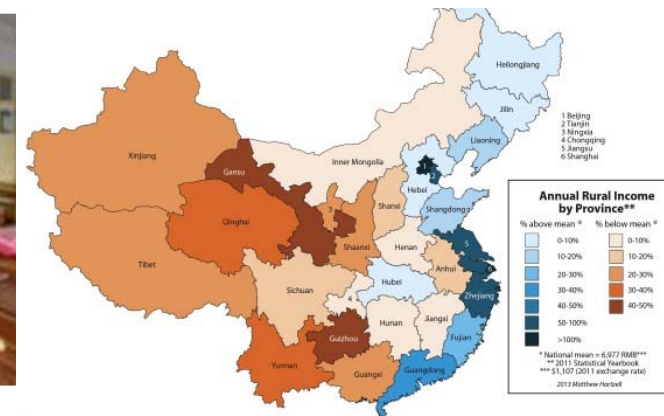 Heilongjiang
Jilin
1 Beijing
2 Tianjin
3 Ningxia
4 Chongqing
5 Jiangsu
6 Shanghai
Liaoning
Xinjiang
Inner Mongolia
Gansu
Hebei
Shanxi
Shangdong
Qinghai
3
Shaanxi
Henan
5
Tibet
Anhui
Sichuan
Hubei
Zhejiang
4
Hunan
Jiangxi
Guizhou
Fujian
Yunnan
Guangxi
Guangdong
Annual Rural Income
by Province**
% above mean *
% below mean *
0-10%
0-10%
10-20%
10-20%
20-30%
20-30%
30-40%
30-40%
40-50%
40-50%
50-100%
>100%
* National mean = 6,977 RMB***
** 2011 Statistical Yearbook
*** $1,107 (2011 exchange rate)
2013 Matthew Hartzell